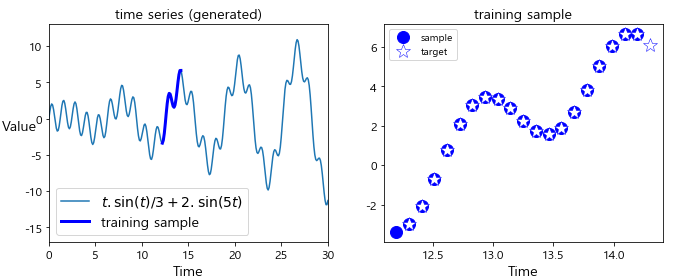 time series (generated)
10
5
0
-5
-10
-15
Value
0
5
10
15
20
25
30
Time
t.sin(t)/3 + 2.sin(5t)
training sample
training sample
6
4
2
0
-2
12.5
13.0
13.5
14.0
Time
sample
target